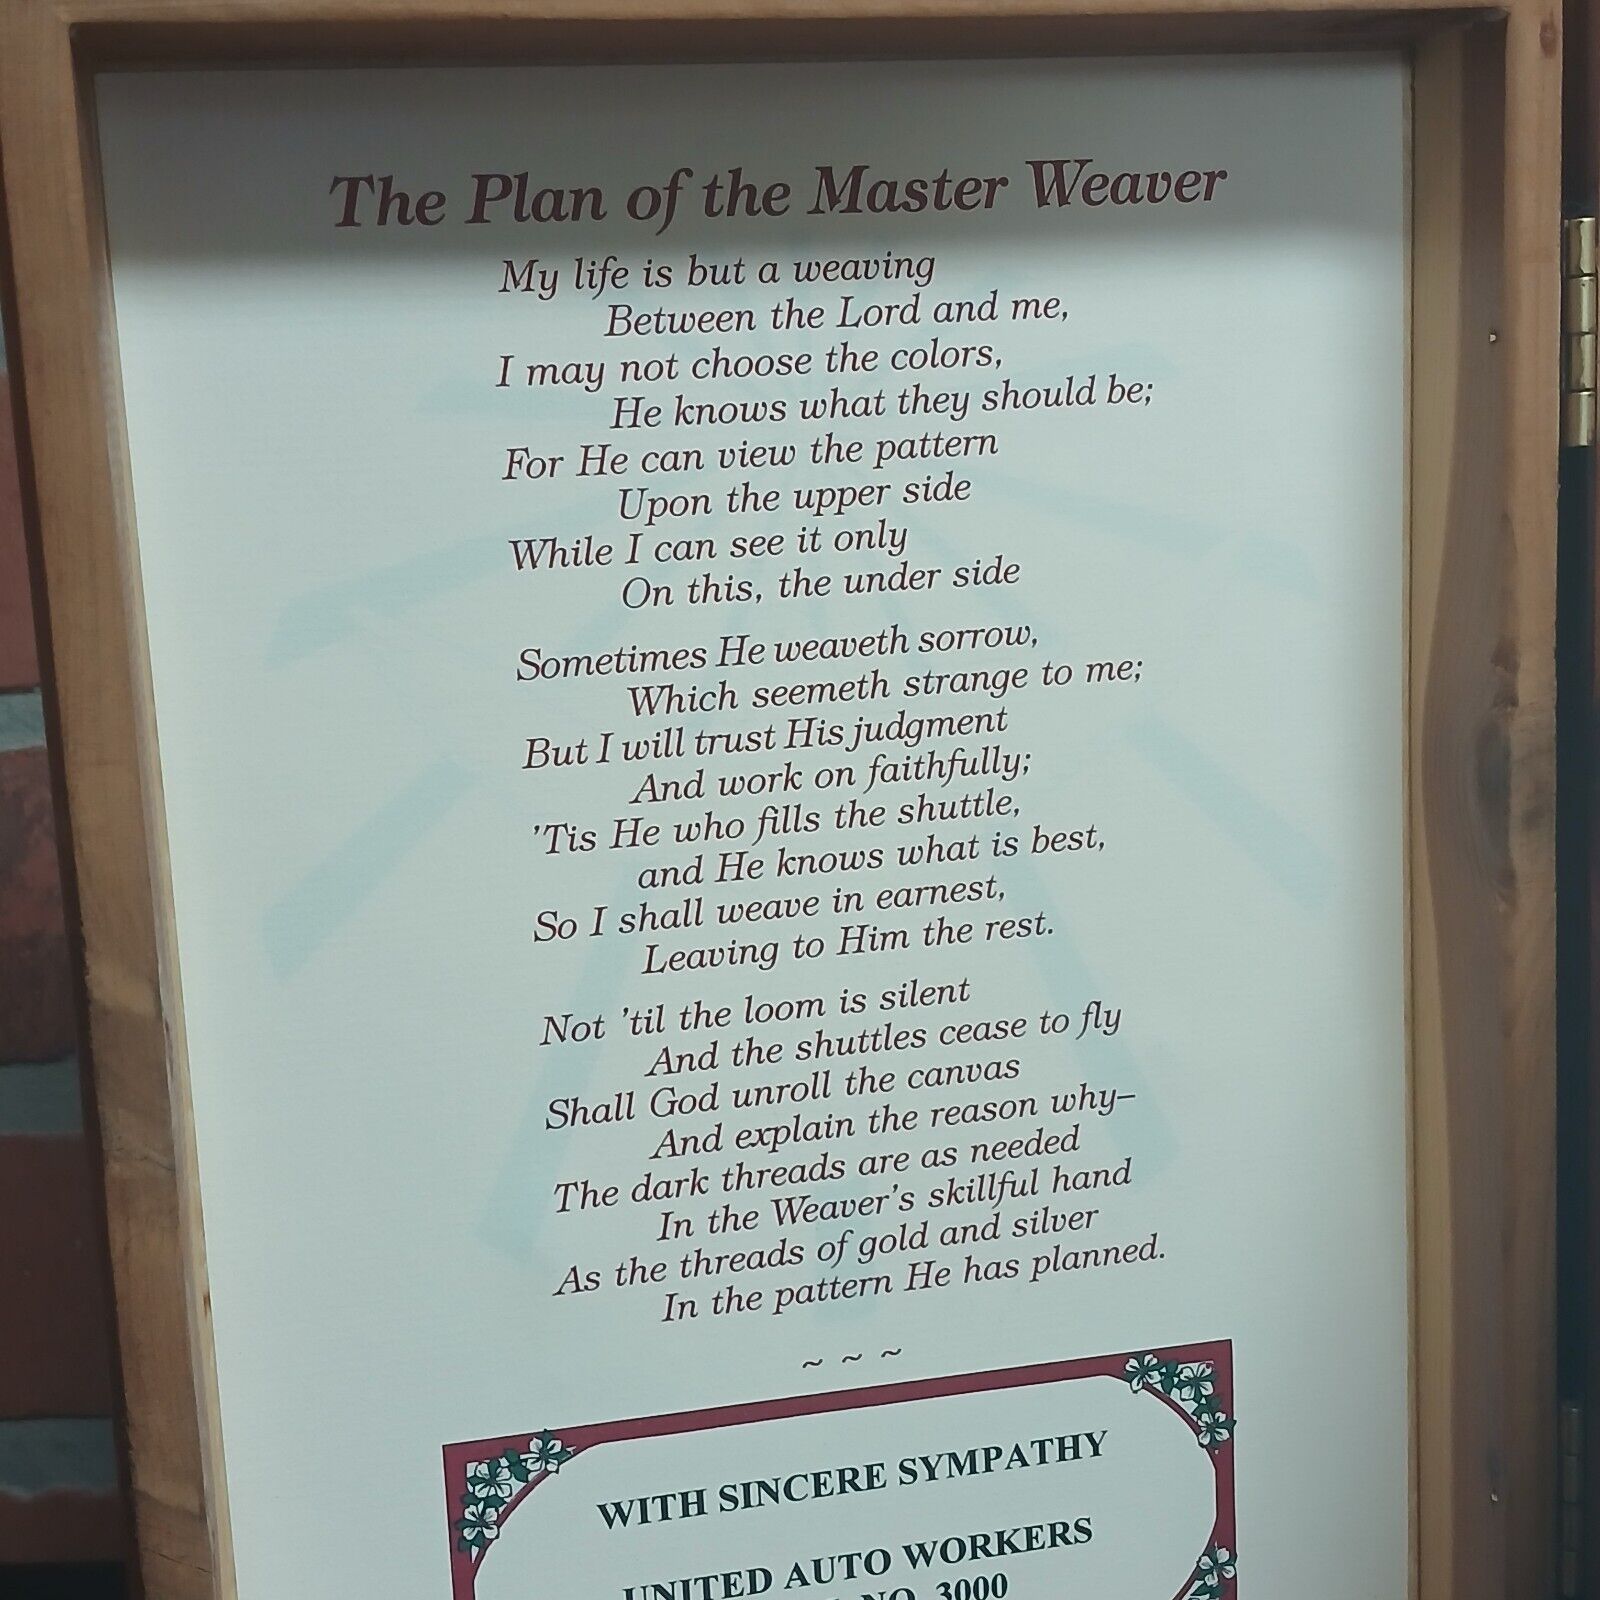 The Plan of the Master Weaver
My life is but a weaving
Between the Lord and me,
I may not choose the colors,
He knows what they should be;
For He can view the pattern
Upon the upper side
While I can see it only
On this, the under side
Sometimes He weaveth sorrow,
Which seemeth strange to me;
But I will trust His judgment
And work on faithfully;
'Tis He who fills the shuttle,
and He knows what is best,
So I shall weave in earnest,
Leaving to Him the rest.
Not 'til the loom is silent
And the shuttles cease to fly
Shall God unroll the canvas
And explain the reason why–
The dark threads are as needed
In the Weaver's skillful hand
As the threads of gold and silver
In the pattern He has planned.
~ ~ ~
WITH SINCERE SYMPATHY
UNITED AUTO WORKERS
NO. 3000